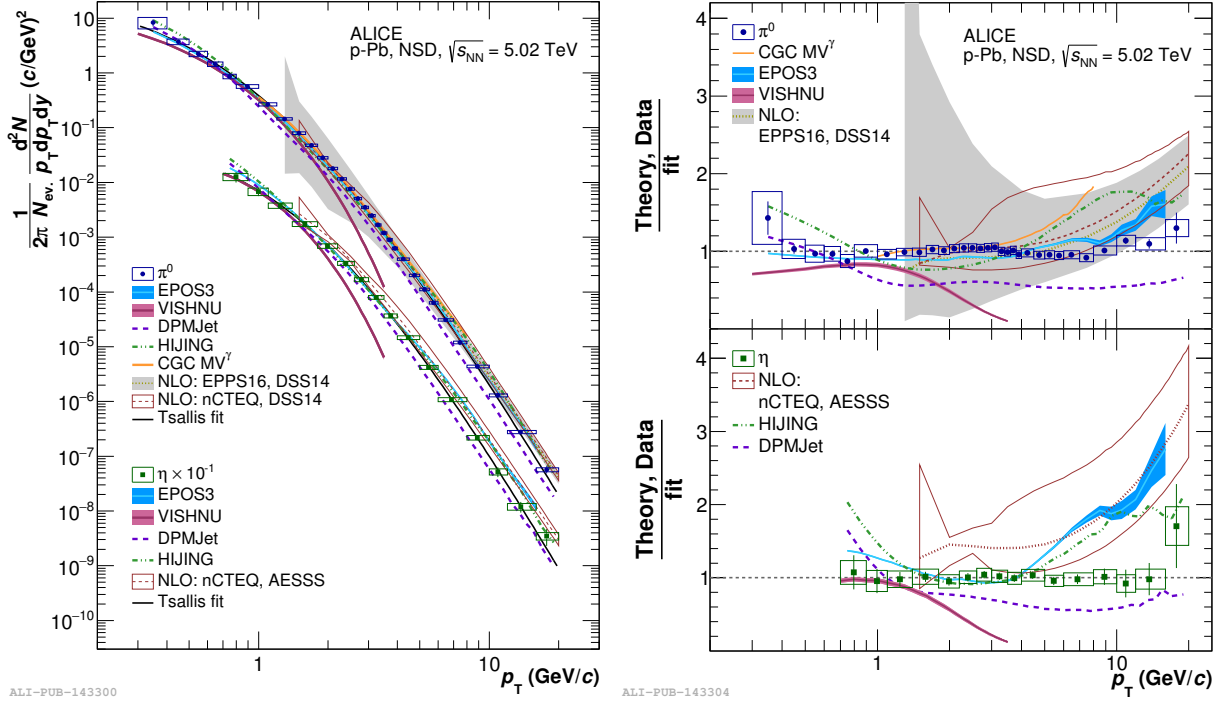 ALICE
p-Pb, NSD, √s_NN = 5.02 TeV
1/(2π N_ev.) d²N/(p_T dp_T dy) (c/GeV)²
10
1
10⁻¹
10⁻²
10⁻³
10⁻⁴
10⁻⁵
10⁻⁶
10⁻⁷
10⁻⁸
10⁻⁹
10⁻¹⁰
π⁰
EPOS3
VISHNU
DPMJet
HIJING
CGC MV^γ
NLO: EPPS16, DSS14
NLO: nCTEQ, DSS14
Tsallis fit
η × 10⁻¹
EPOS3
VISHNU
DPMJet
HIJING
NLO: nCTEQ, AESSS
Tsallis fit
1 10
p_T (GeV/c)
ALI-PUB-143300
π⁰
CGC MV^γ
EPOS3
VISHNU
NLO:
EPPS16, DSS14
ALICE
p-Pb, NSD, √s_NN = 5.02 TeV
Theory, Data
fit
4
3
2
1
η
NLO:
nCTEQ, AESSS
HIJING
DPMJet
Theory, Data
fit
4
3
2
1
1 10
p_T (GeV/c)
ALI-PUB-143304